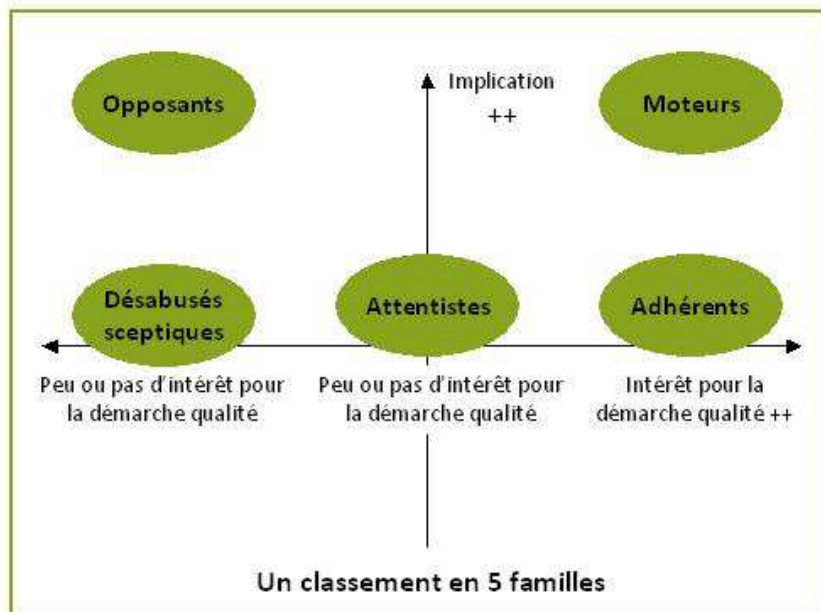 Opposants
Implication
++
Moteurs
Désabusés
sceptiques
Attentistes
Adhérents
Peu ou pas d'intérêt pour
la démarche qualité
Peu ou pas d'intérêt pour
la démarche qualité
Intérêt pour la
démarche qualité ++
Un classement en 5 familles